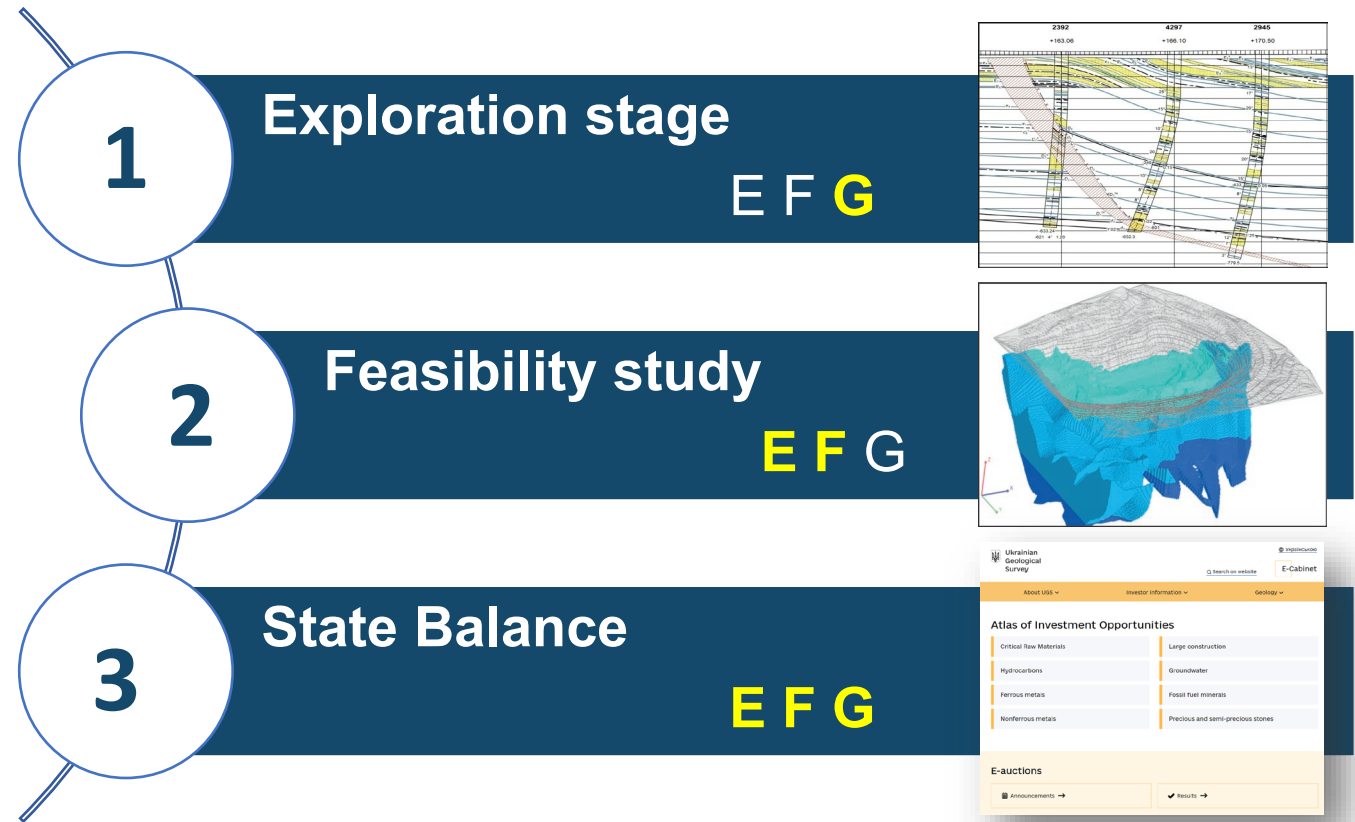 1
Exploration stage
E F G
2392 4297 2945
+163.06 +166.10 +170.50
2
Feasibility study
E F G
3
State Balance
E F G
Ukrainian
Geological
Survey
Українською
Search on website
E-Cabinet
About UGS Investor Information Geology
Atlas of Investment Opportunities
Critical Raw Materials Large construction
Hydrocarbons Groundwater
Ferrous metals Fossil fuel minerals
Nonferrous metals Precious and semi-precious stones
E-auctions
Announcements → Results →